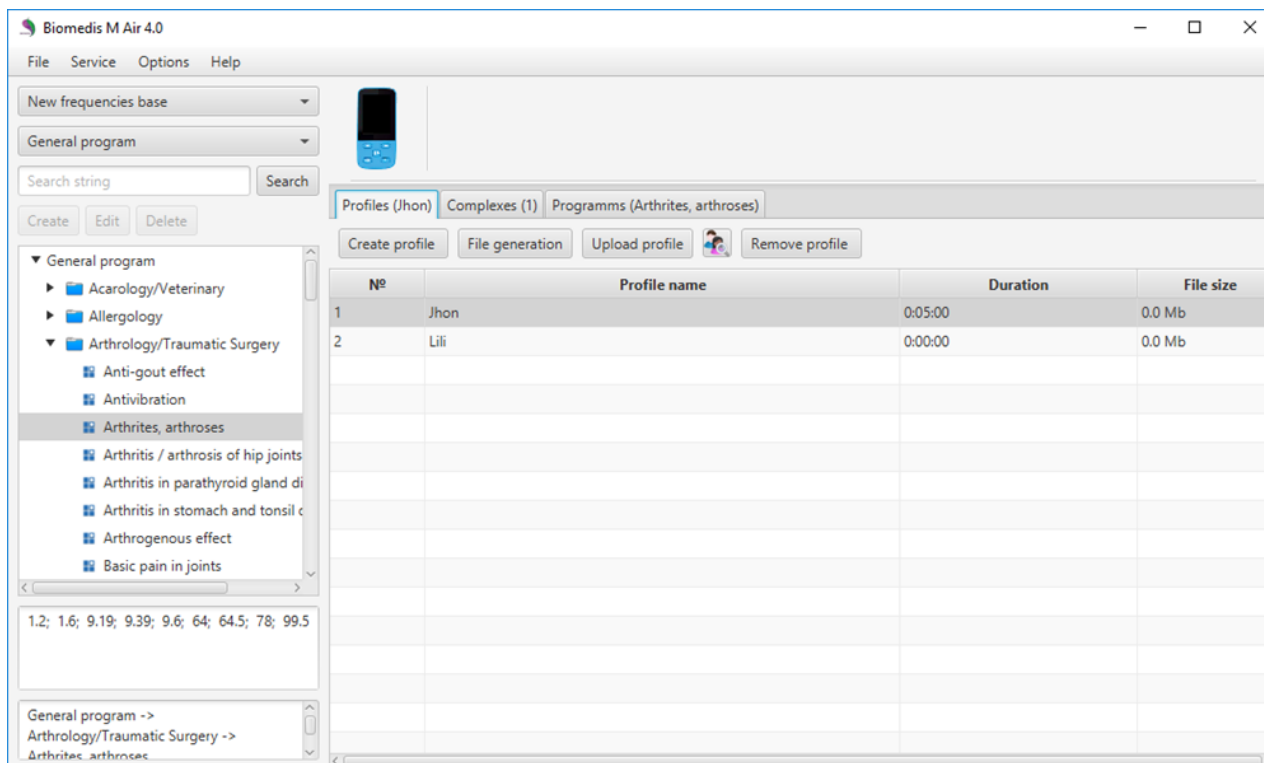 Biomedis M Air 4.0
File Service Options Help
New frequencies base
General program
Search string Search
Create Edit Delete
General program
Acarology/Veterinary
Allergology
Arthrology/Traumatic Surgery
Anti-gout effect
Antivibration
Arthrites, arthroses
Arthritis / arthrosis of hip joints
Arthritis in parathyroid gland di
Arthritis in stomach and tonsil c
Arthrogenous effect
Basic pain in joints
1.2; 1.6; 9.19; 9.39; 9.6; 64; 64.5; 78; 99.5
General program ->
Arthrology/Traumatic Surgery ->
Arthrites, arthroses
Profiles (Jhon) Complexes (1) Programms (Arthrites, arthroses)
Create profile File generation Upload profile Remove profile
Nº Profile name Duration File size
1 Jhon 0:05:00 0.0 Mb
2 Lili 0:00:00 0.0 Mb